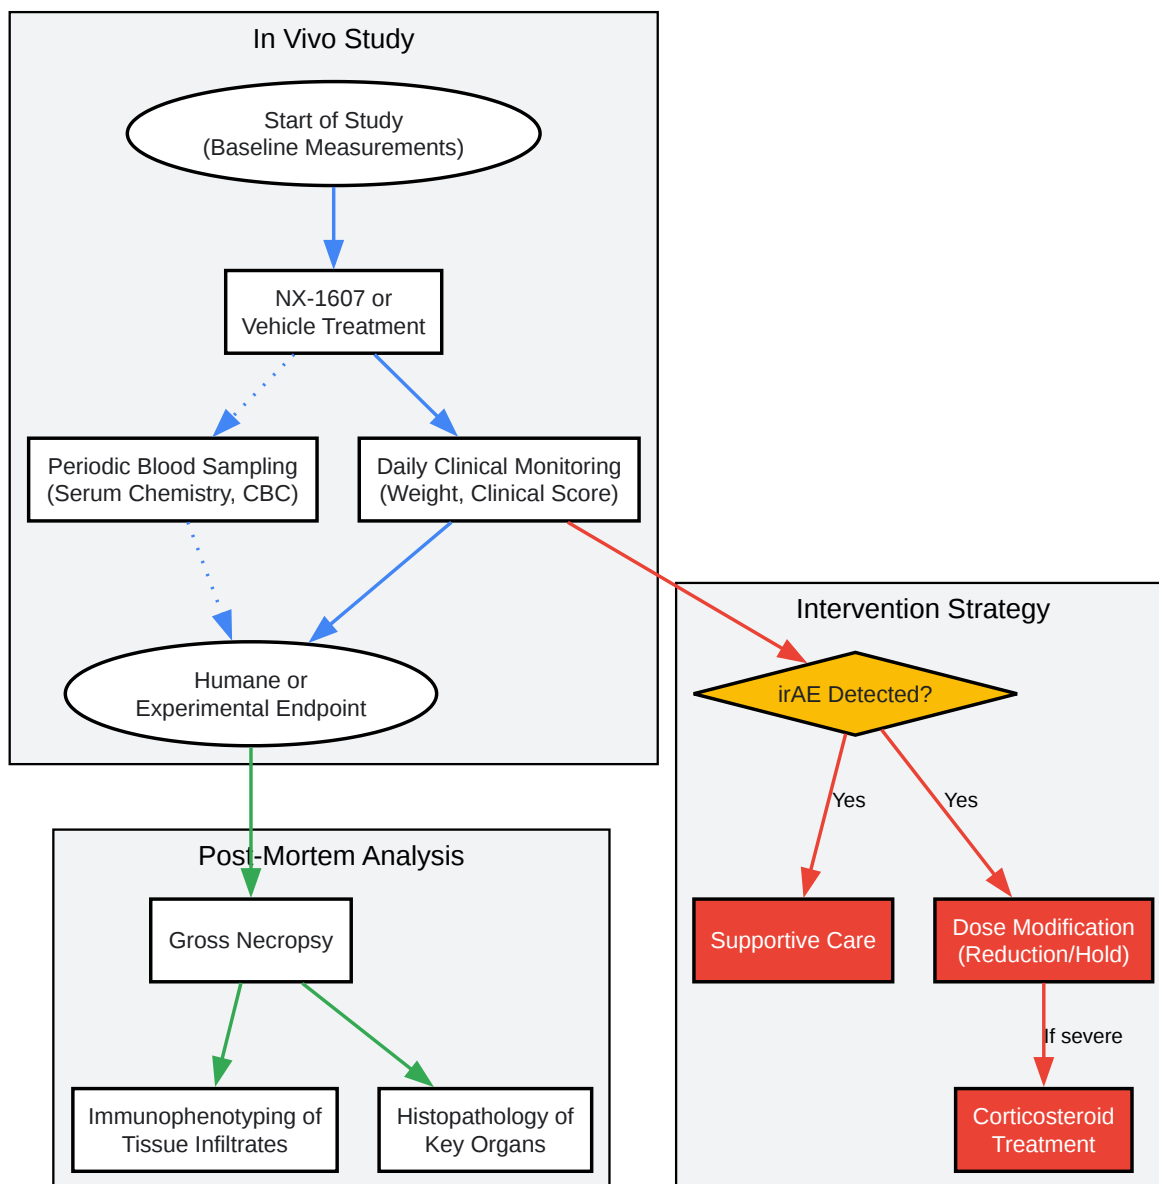 In Vivo Study
Start of Study
(Baseline Measurements)
NX-1607 or
Vehicle Treatment
Periodic Blood Sampling
(Serum Chemistry, CBC)
Daily Clinical Monitoring
(Weight, Clinical Score)
Humane or
Experimental Endpoint
Intervention Strategy
irAE Detected?
Yes
Yes
Supportive Care
Dose Modification
(Reduction/Hold)
If severe
Corticosteroid
Treatment
Post-Mortem Analysis
Gross Necropsy
Immunophenotyping of
Tissue Infiltrates
Histopathology of
Key Organs